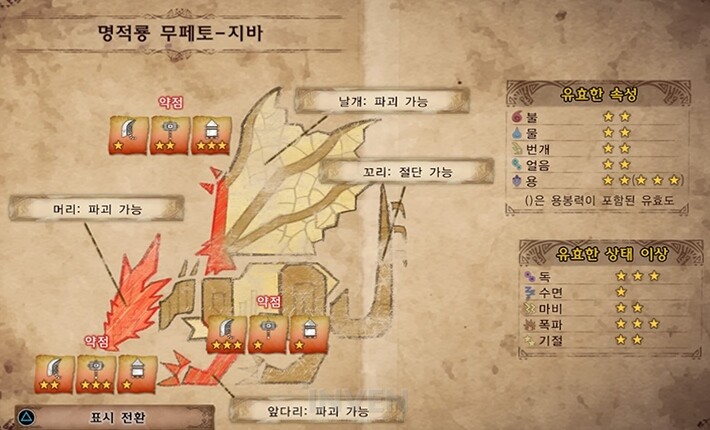 명적룡 무페토-지바
약점
날개: 파괴 가능
꼬리: 절단 가능
머리: 파괴 가능
약점
약점
앞다리: 파괴 가능
표시 전환
유효한 속성
불
물
번개
얼음
용
()은 용봉력이 포함된 유효도
유효한 상태 이상
독
수면
마비
폭파
기절